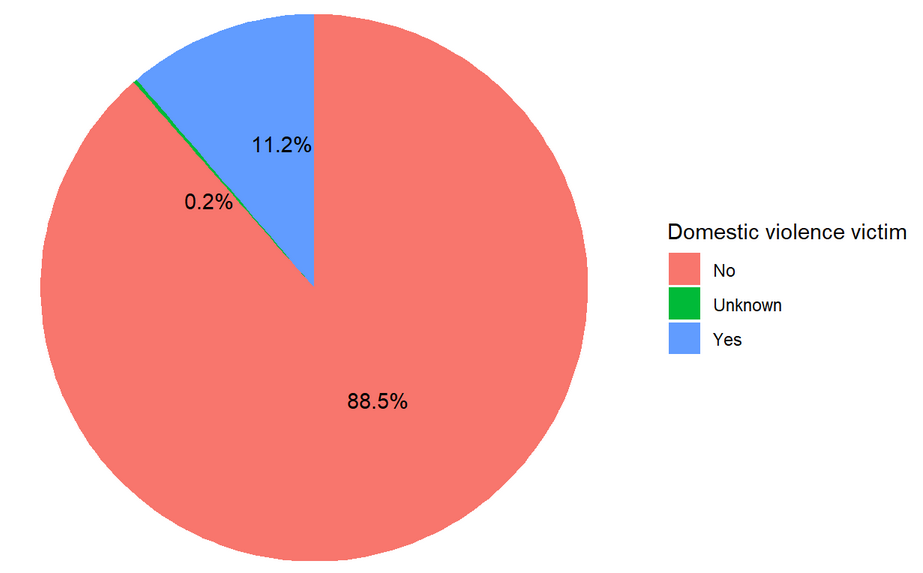 11.2%
0.2%
88.5%
Domestic violence victim
No
Unknown
Yes